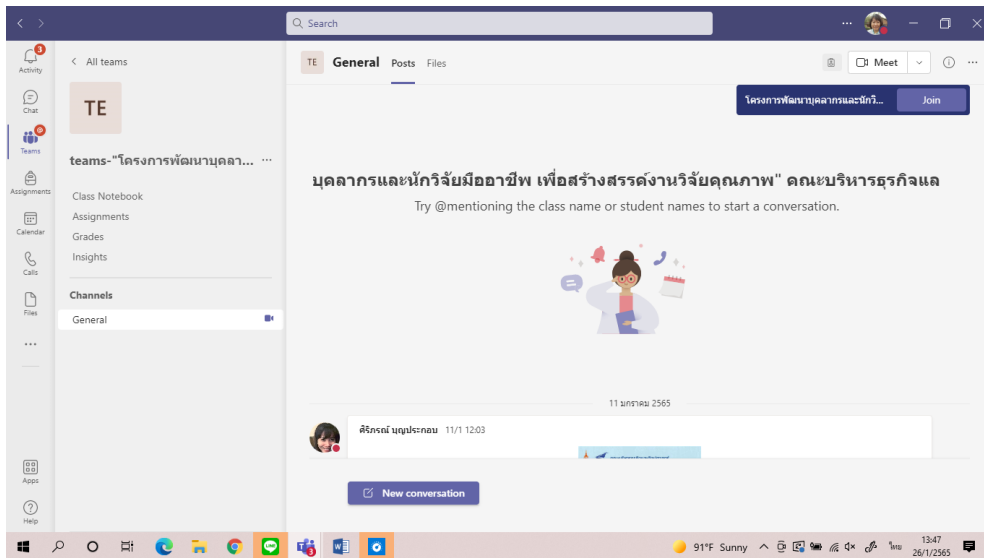 Search
3
Activity
Chat
@
Teams
Assignments
Calendar
Calls
Files
Apps
Help
All teams
TE
teams-"โครงการพัฒนาบุคลา...
Class Notebook
Assignments
Grades
Insights
Channels
General
TE General Posts Files
Meet
โครงการพัฒนาบุคลากรและนักวิ... Join
บุคลากรและนักวิจัยมืออาชีพ เพื่อสร้างสรรค์งานวิจัยคุณภาพ" คณะบริหารธุรกิจแล
Try @mentioning the class name or student names to start a conversation.
11 มกราคม 2565
ศิริภรณ์ บุญประกอบ 11/1 12:03
New conversation
LINE
3
W
91°F Sunny
ไทย
13:47
26/1/2565